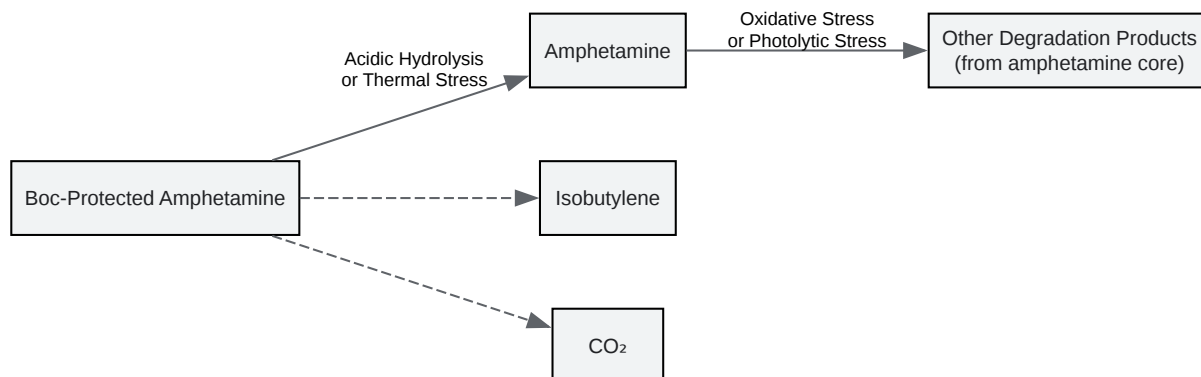 Oxidative Stress
or Photolytic Stress
Amphetamine
Other Degradation Products
(from amphetamine core)
Acidic Hydrolysis
or Thermal Stress
Boc-Protected Amphetamine
Isobutylene
CO₂